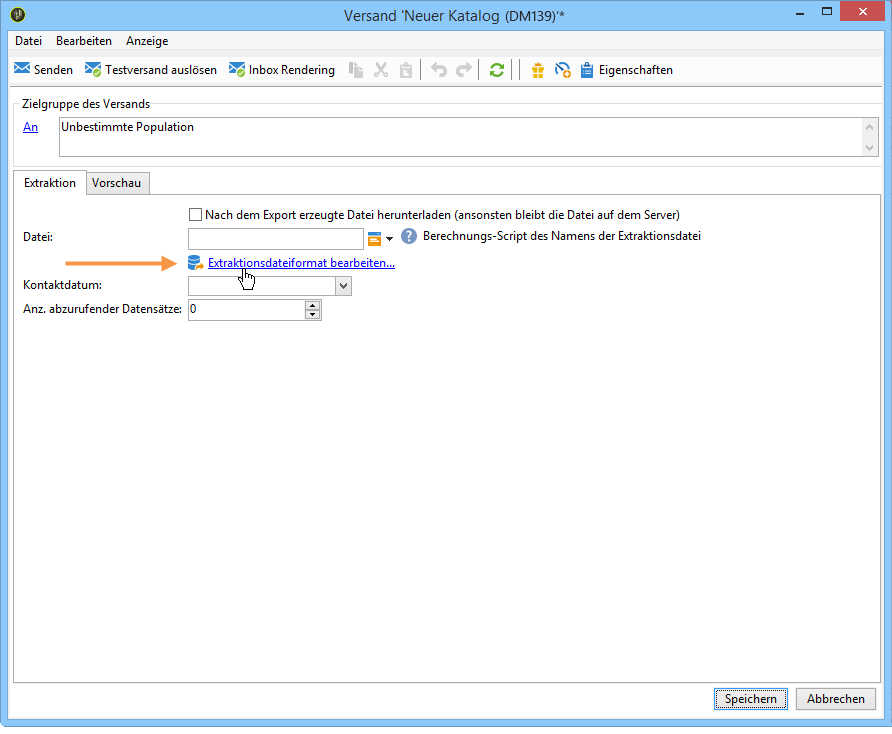 Versand 'Neuer Katalog (DM139)'*
Datei Bearbeiten Anzeige
Senden Testversand auslösen Inbox Rendering Eigenschaften
Zielgruppe des Versands
An Unbestimmte Population
Extraktion Vorschau
Nach dem Export erzeugte Datei herunterladen (ansonsten bleibt die Datei auf dem Server)
Datei: ? Berechnungs-Script des Namens der Extraktionsdatei
Extraktionsdateiformat bearbeiten...
Kontaktdatum:
Anz. abzurufender Datensätze: 0
Speichern Abbrechen